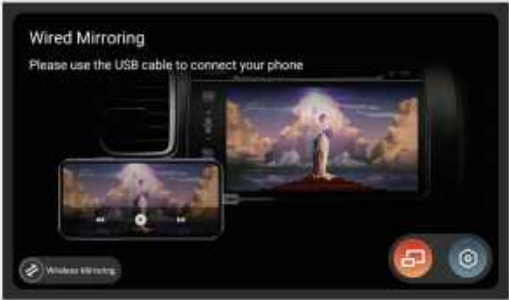 Wired Mirroring
Please use the USB cable to connect your phone
Wireless Mirroring